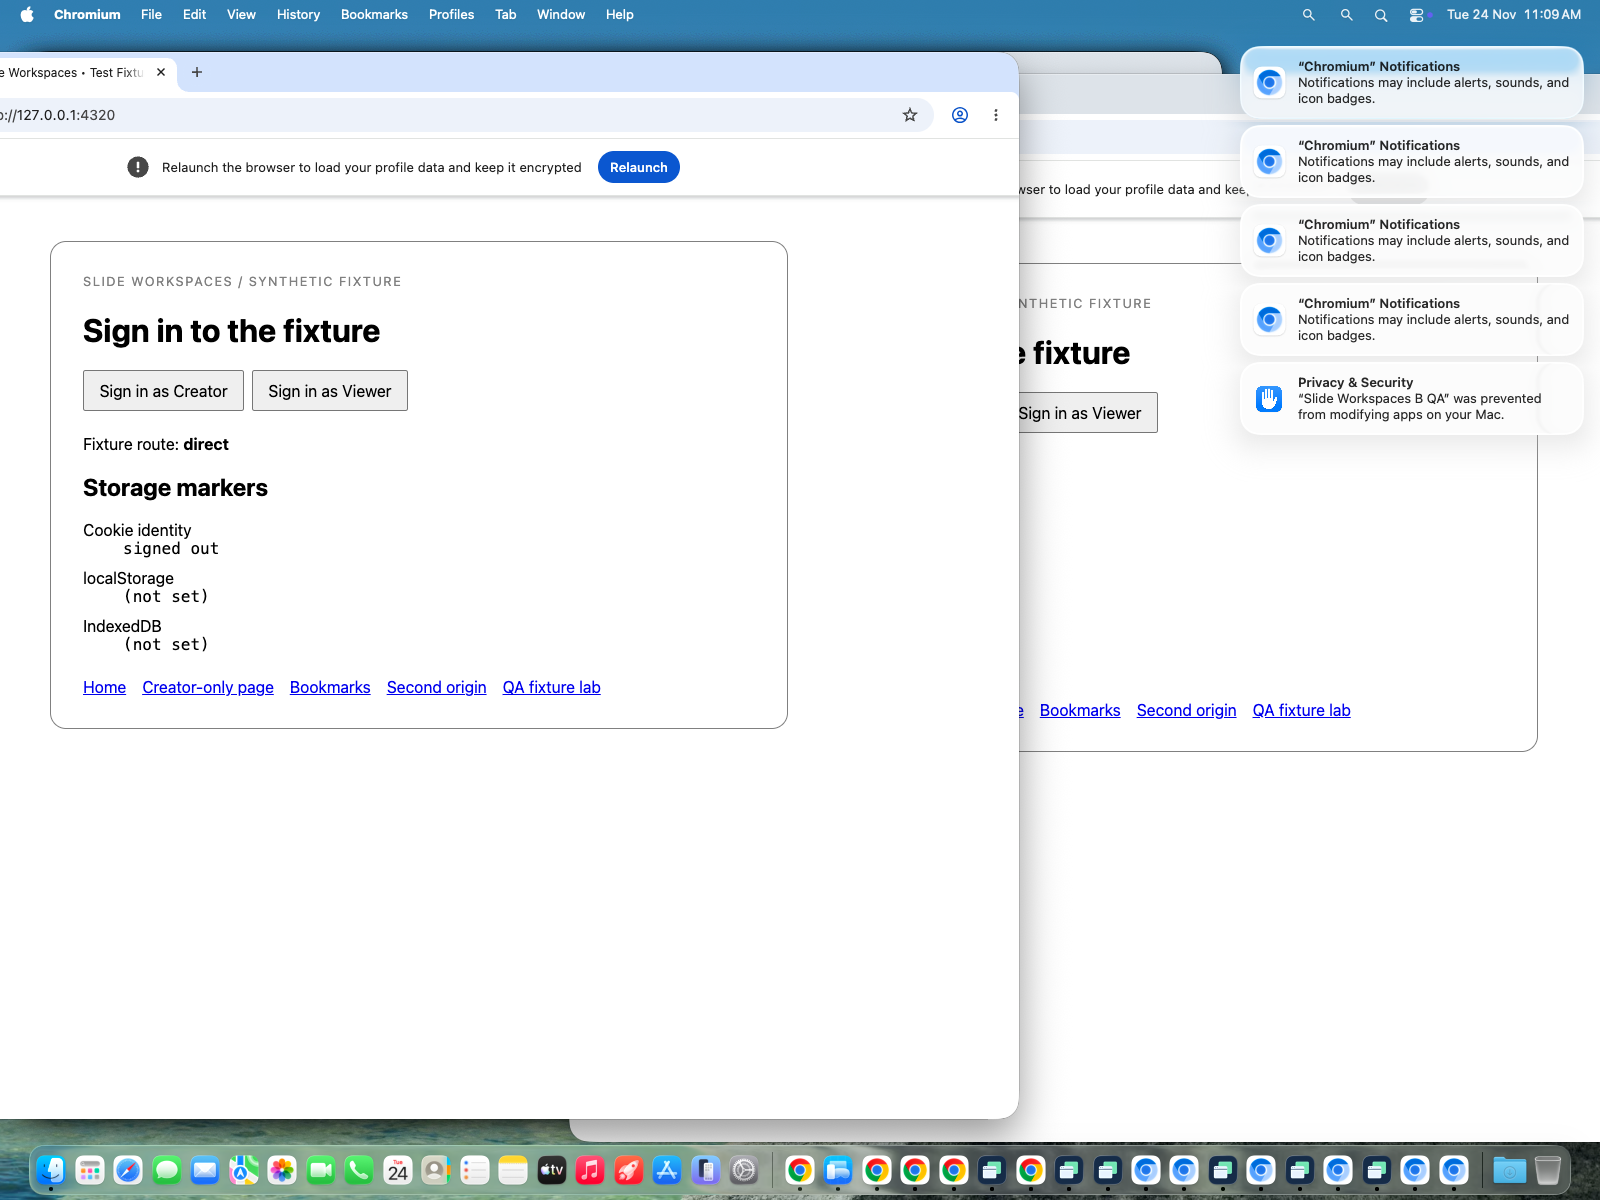 Chromium File Edit View History Bookmarks Profiles Tab Window Help
Tue 24 Nov 11:09 AM
Workspaces • Test Fixtu
://127.0.0.1:4320
Relaunch the browser to load your profile data and keep it encrypted
Relaunch
SLIDE WORKSPACES / SYNTHETIC FIXTURE
Sign in to the fixture
Sign in as Creator
Sign in as Viewer
Fixture route: direct
Storage markers
Cookie identity
signed out
localStorage
(not set)
IndexedDB
(not set)
Home Creator-only page Bookmarks Second origin QA fixture lab
wser to load your profile data and kee
NTHETIC FIXTURE
e fixture
Sign in as Viewer
e Bookmarks Second origin QA fixture lab
“Chromium” Notifications
Notifications may include alerts, sounds, and
icon badges.
“Chromium” Notifications
Notifications may include alerts, sounds, and
icon badges.
“Chromium” Notifications
Notifications may include alerts, sounds, and
icon badges.
“Chromium” Notifications
Notifications may include alerts, sounds, and
icon badges.
Privacy & Security
“Slide Workspaces B QA” was prevented
from modifying apps on your Mac.
Tue
24
tv